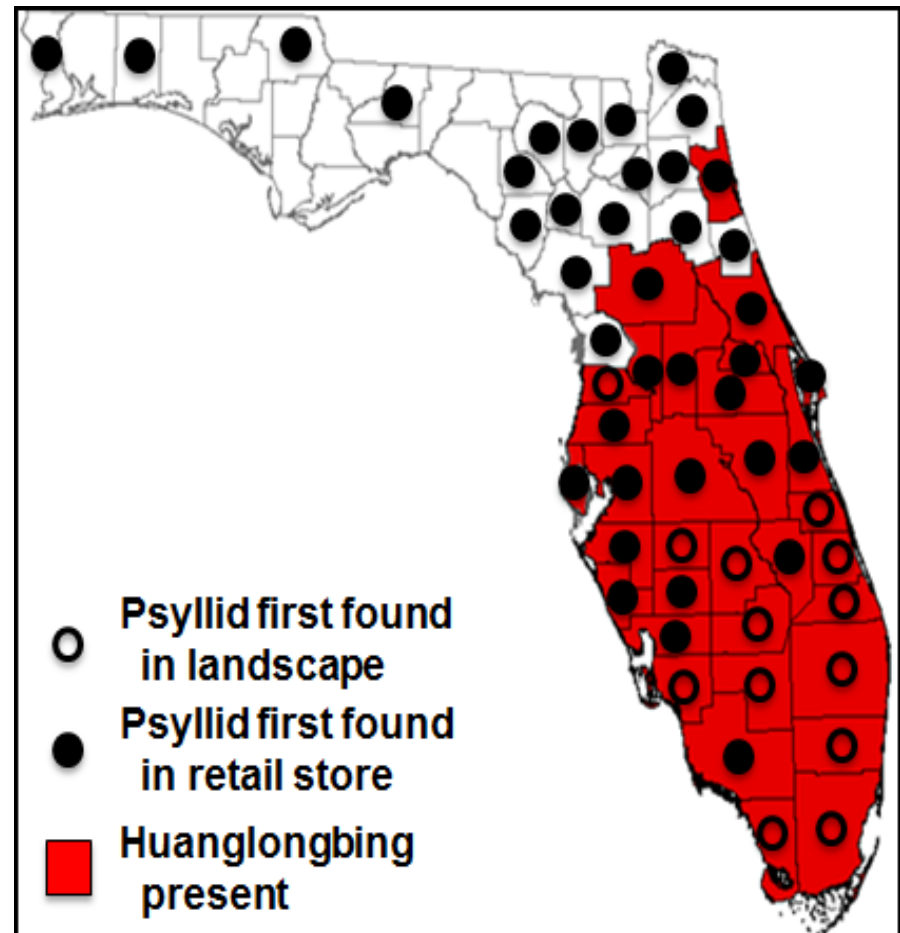 Psyllid first found
in landscape
Psyllid first found
in retail store
Huanglongbing
present